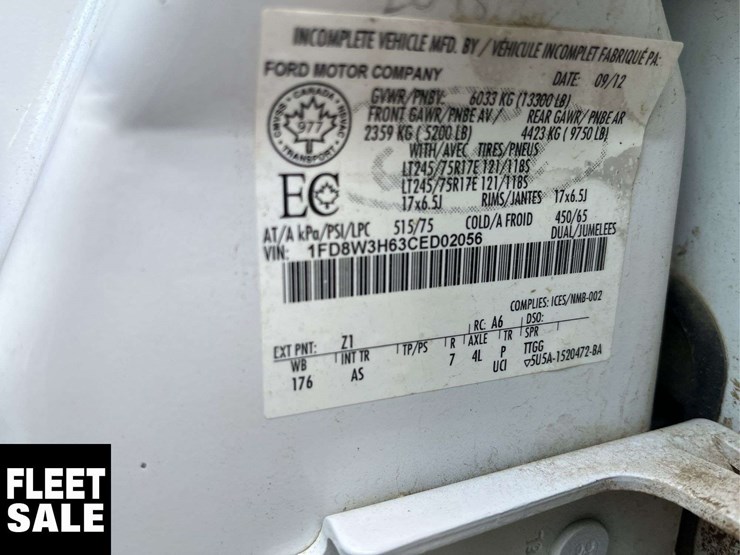 INCOMPLETE VEHICLE MFD. BY / VÉHICULE INCOMPLET FABRIQUÉ PA:
FORD MOTOR COMPANY
DATE: 09/12
GVWR/PNBV: 6033 KG (13300 LB)
FRONT GAWR/PNBE AV / REAR GAWR/ PNBE AR
2359 KG ( 5200 LB) 4423 KG ( 9750 LB)
WITH/AVEC TIRES/PNEUS
LT245/75R17E 121/118S
LT245/75R17E 121/118S
17x6.5J RIMS/JANTES 17x6.5J
AT/A kPa/PSI/LPC 515/75 COLD/A FROID 450/65
DUAL/JUMELEES
CANADA
977
TRANSPORT
EC
VIN: 1FD8W3H63CED02056
COMPLIES: ICES/NMB-002
EXT PNT: Z1 RC: A6 DSO:
WB INT TR TP/PS R AXLE TR SPR
176 AS 7 4L P TTGG
UCI 5U5A-1520472-BA
FLEET
SALE